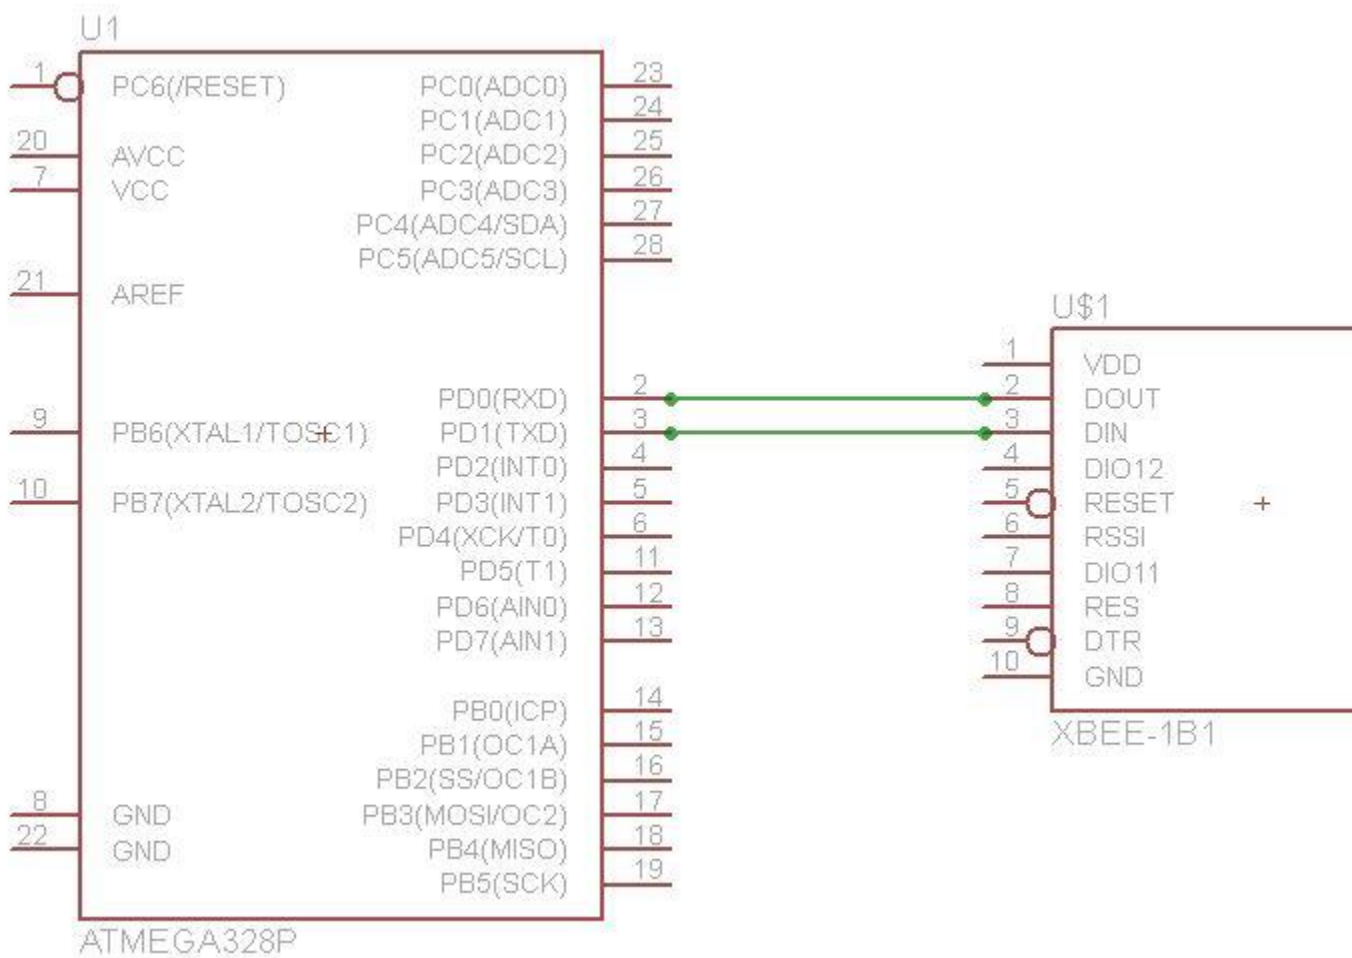 U1
1 PC6(/RESET) PC0(ADC0) 23
PC1(ADC1) 24
20 AVCC PC2(ADC2) 25
7 VCC PC3(ADC3) 26
PC4(ADC4/SDA) 27
PC5(ADC5/SCL) 28
21 AREF
U$1
1 VDD
PD0(RXD) 2 2 DOUT
9 PB6(XTAL1/TOSC1) PD1(TXD) 3 3 DIN
PD2(INT0) 4 4 DIO12
10 PB7(XTAL2/TOSC2) PD3(INT1) 5 5 RESET
PD4(XCK/T0) 6 6 RSSI
PD5(T1) 11 7 DIO11
PD6(AIN0) 12 8 RES
PD7(AIN1) 13 9 DTR
10 GND
PB0(ICP) 14
XBEE-1B1
PB1(OC1A) 15
PB2(SS/OC1B) 16
8 GND PB3(MOSI/OC2) 17
22 GND PB4(MISO) 18
PB5(SCK) 19
ATMEGA328P